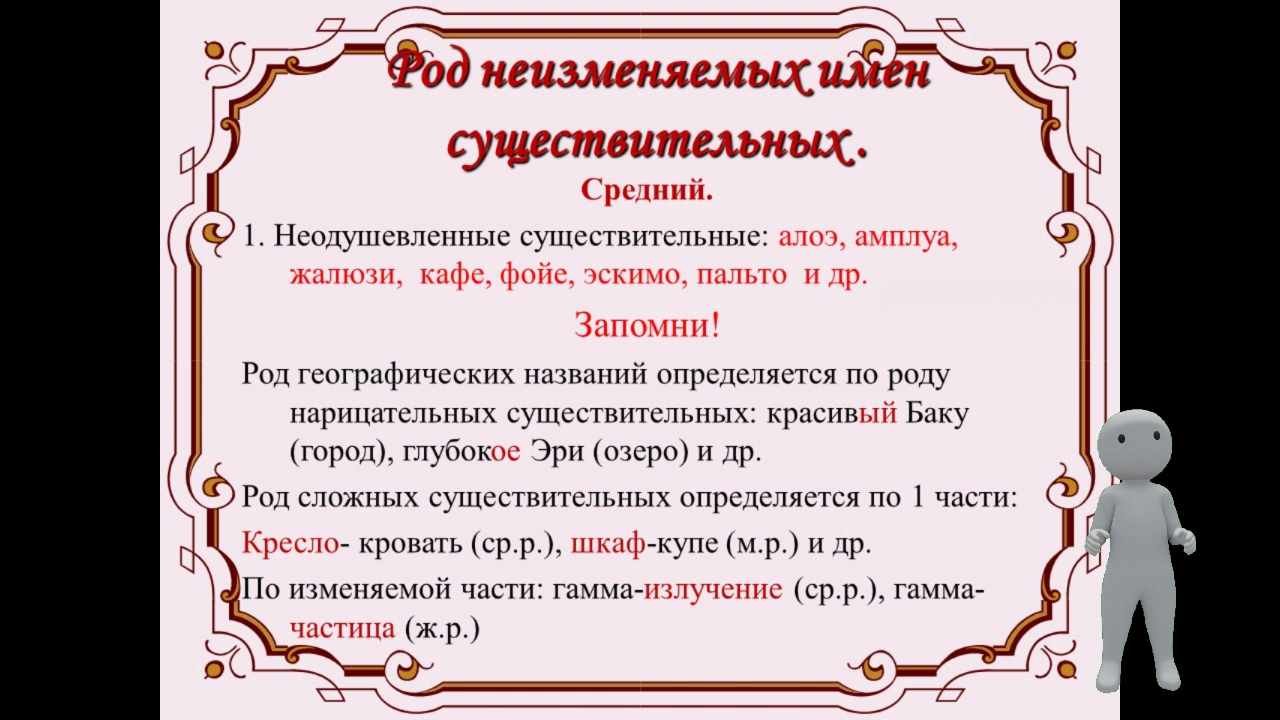 Род неизменяемых имен
существительных .
Средний.
1. Неодушевленные существительные: алоэ, амплуа,
жалюзи, кафе, фойе, эскимо, пальто и др.
Запомни!
Род географических названий определяется по роду
нарицательных существительных: красивый Баку
(город), глубокое Эри (озеро) и др.
Род сложных существительных определяется по 1 части:
Кресло- кровать (ср.р.), шкаф-купе (м.р.) и др.
По изменяемой части: гамма-излучение (ср.р.), гамма-
частица (ж.р.)